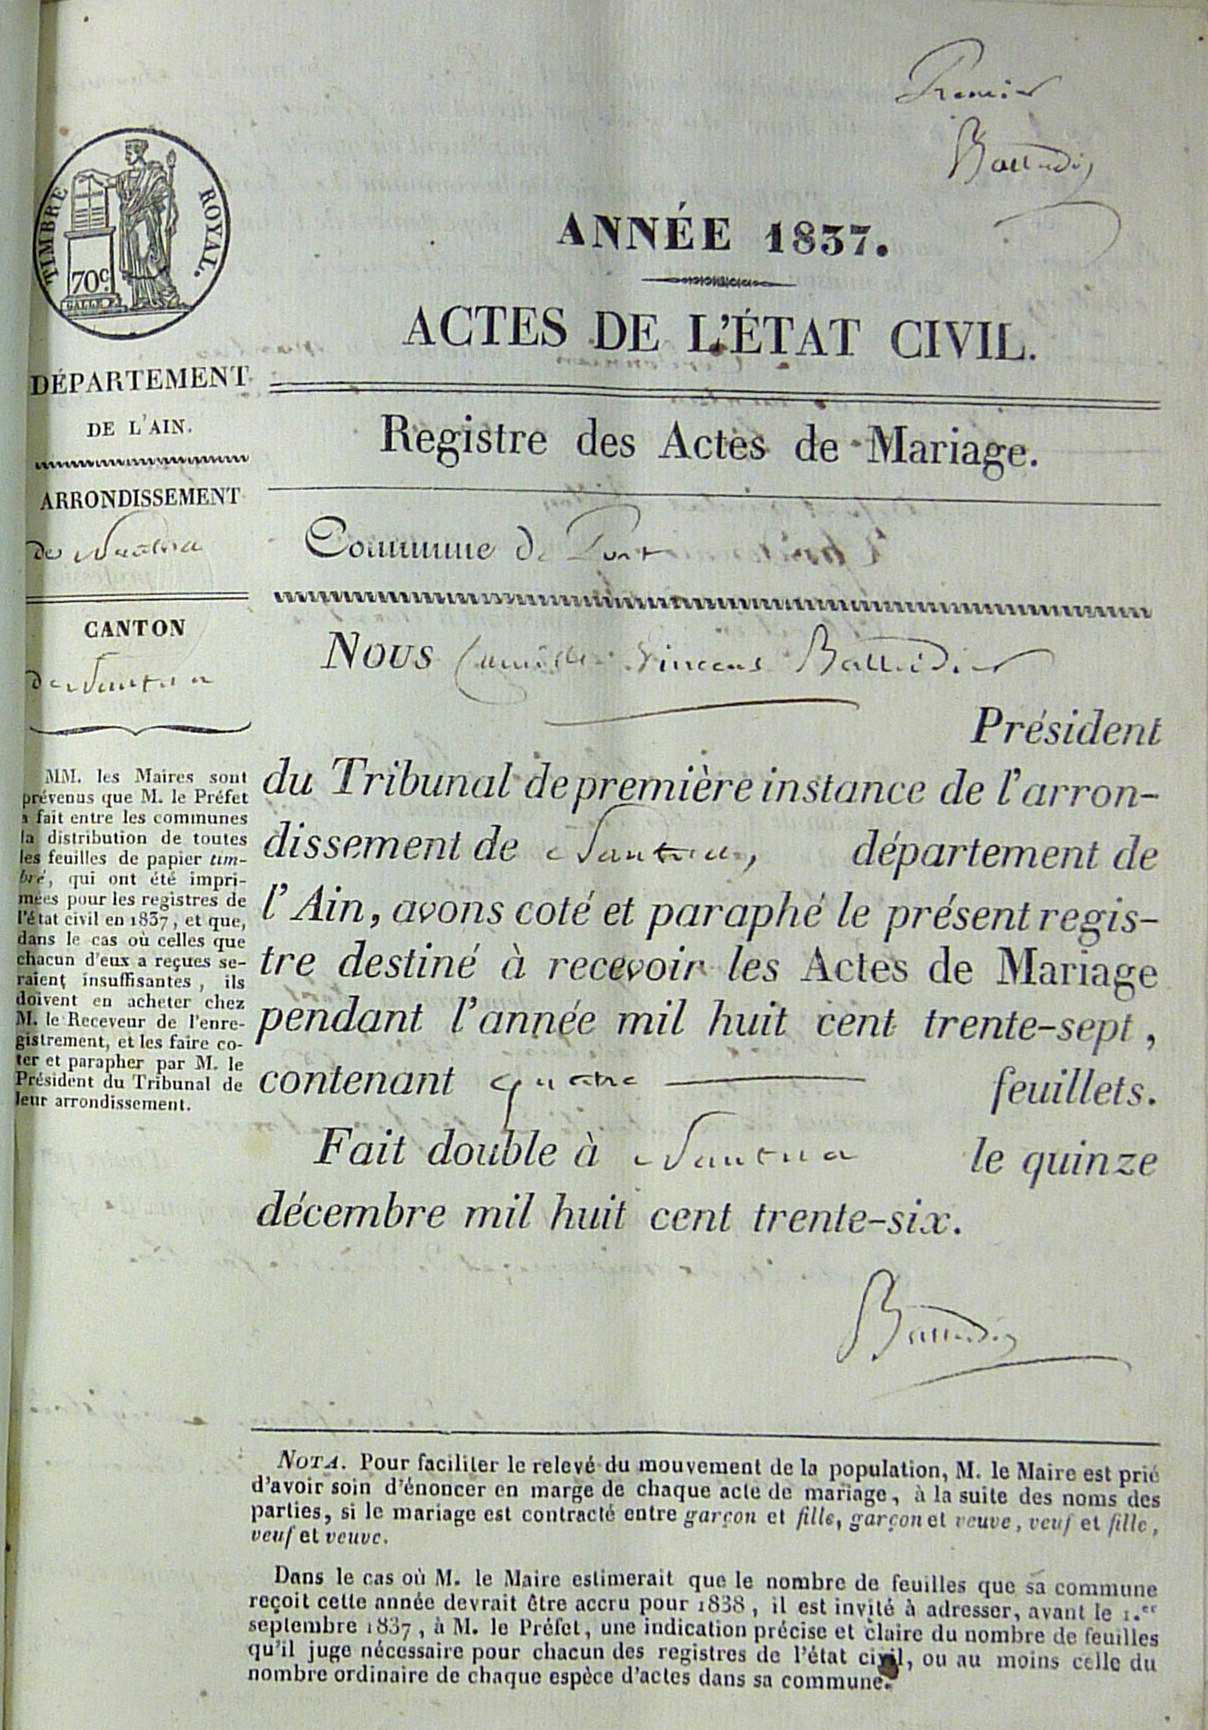 Premier
Baudin
TIMBRE ROYAL.
70c
GALLE F.
ANNÉE 1837.
ACTES DE L'ÉTAT CIVIL.
DÉPARTEMENT
DE L'AIN.
ARRONDISSEMENT
de Nantua
CANTON
de Nantua
MM. les Maires sont
prévenus que M. le Préfet
a fait entre les communes
la distribution de toutes
les feuilles de papier tim-
bré, qui ont été impri-
mées pour les registres de
l'état civil en 1837, et que,
dans le cas où celles que
chacun d'eux a reçues se-
raient insuffisantes, ils
doivent en acheter chez
M. le Receveur de l'enre-
gistrement, et les faire co-
ter et parapher par M. le
Président du Tribunal de
leur arrondissement.
Registre des Actes de Mariage.
Commune de Port
Nous Camille Vincens
Président
du Tribunal de première instance de l'arron-
dissement de Nantua, département de
l'Ain, avons coté et paraphé le présent regis-
tre destiné à recevoir les Actes de Mariage
pendant l'année mil huit cent trente-sept,
contenant quatre feuillets.
Fait double à Nantua le quinze
décembre mil huit cent trente-six.
NOTA. Pour faciliter le relevé du mouvement de la population, M. le Maire est prié
d'avoir soin d'énoncer en marge de chaque acte de mariage, à la suite des noms des
parties, si le mariage est contracté entre garçon et fille, garçon et veuve, veuf et fille,
veuf et veuve.
Dans le cas où M. le Maire estimerait que le nombre de feuilles que sa commune
reçoit cette année devrait être accru pour 1838, il est invité à adresser, avant le 1.er
septembre 1837, à M. le Préfet, une indication précise et claire du nombre de feuilles
qu'il juge nécessaire pour chacun des registres de l'état civil, ou au moins celle du
nombre ordinaire de chaque espèce d'actes dans sa commune.